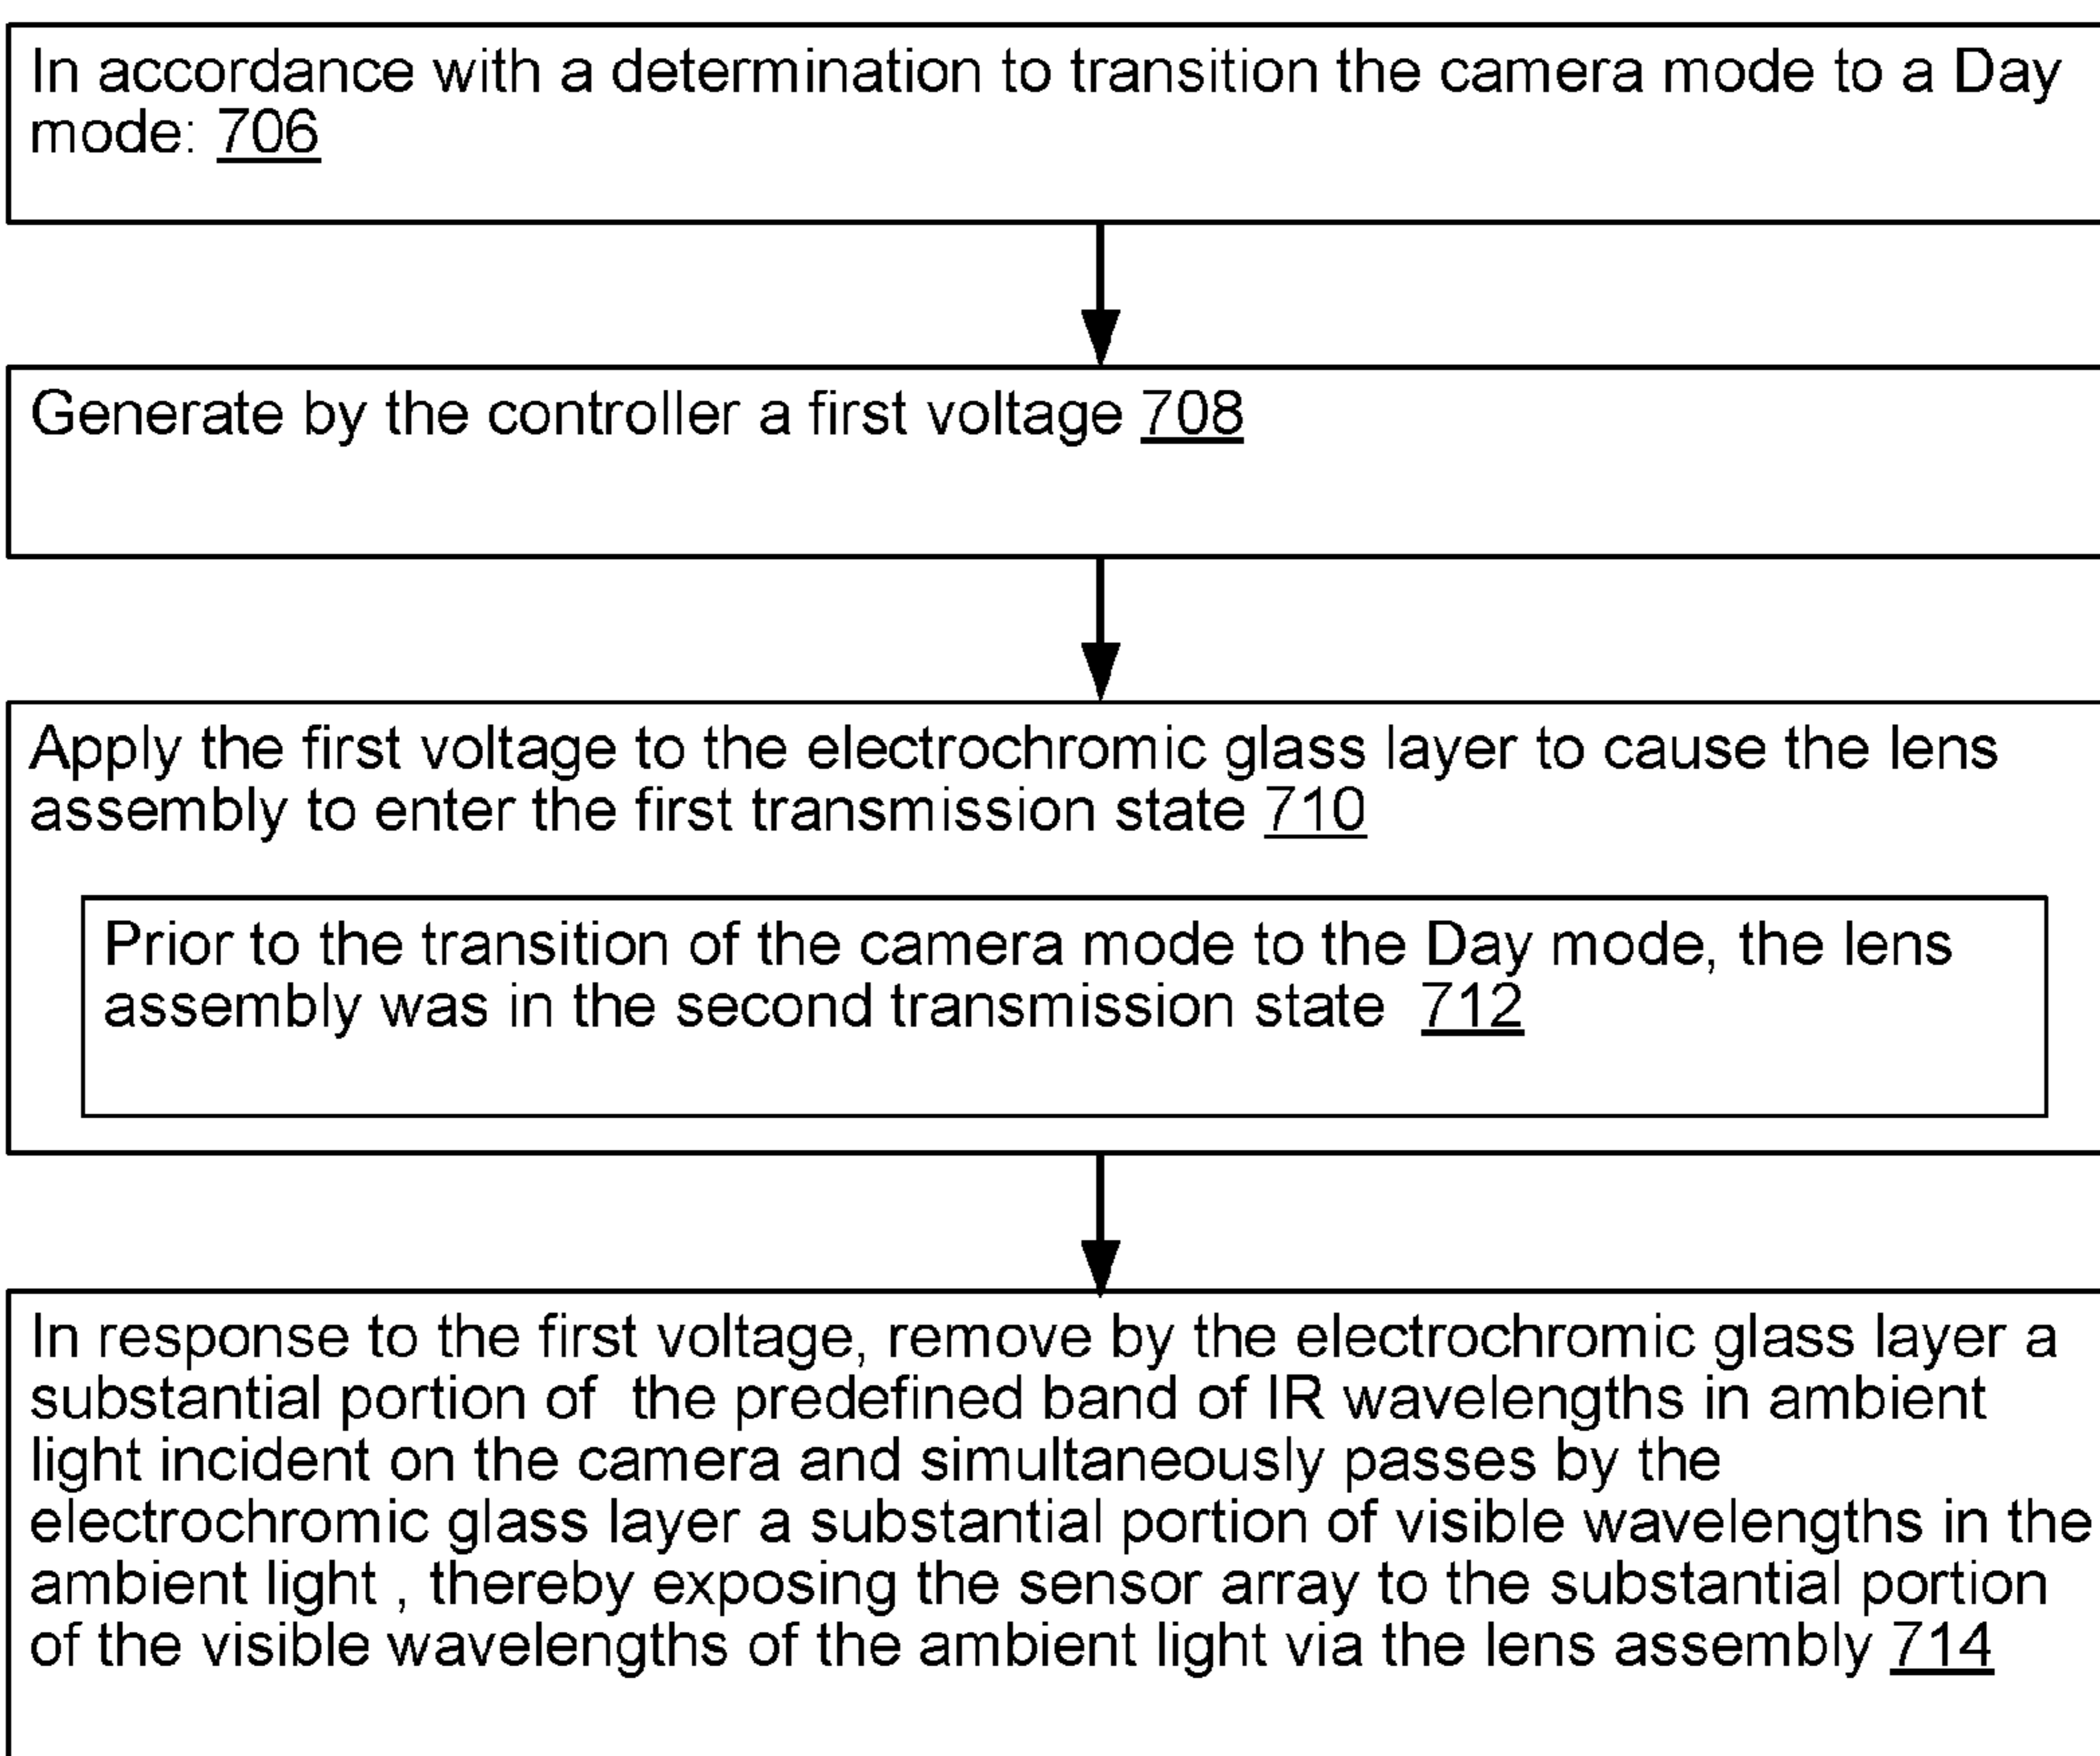 In accordance with a determination to transition the camera mode to a Day
mode: 706
Generate by the controller a first voltage 708
Apply the first voltage to the electrochromic glass layer to cause the lens
assembly to enter the first transmission state 710
Prior to the transition of the camera mode to the Day mode, the lens
assembly was in the second transmission state 712
In response to the first voltage, remove by the electrochromic glass layer a
substantial portion of the predefined band of IR wavelengths in ambient
light incident on the camera and simultaneously passes by the
electrochromic glass layer a substantial portion of visible wavelengths in the
ambient light , thereby exposing the sensor array to the substantial portion
of the visible wavelengths of the ambient light via the lens assembly 714